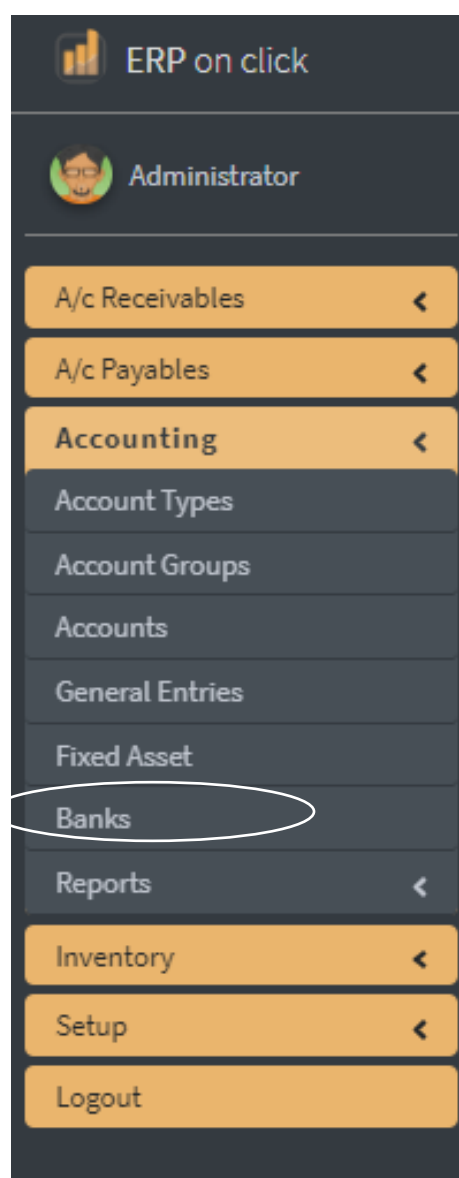 ERP on click
Administrator
A/c Receivables
A/c Payables
Accounting
Account Types
Account Groups
Accounts
General Entries
Fixed Asset
Banks
Reports
Inventory
Setup
Logout